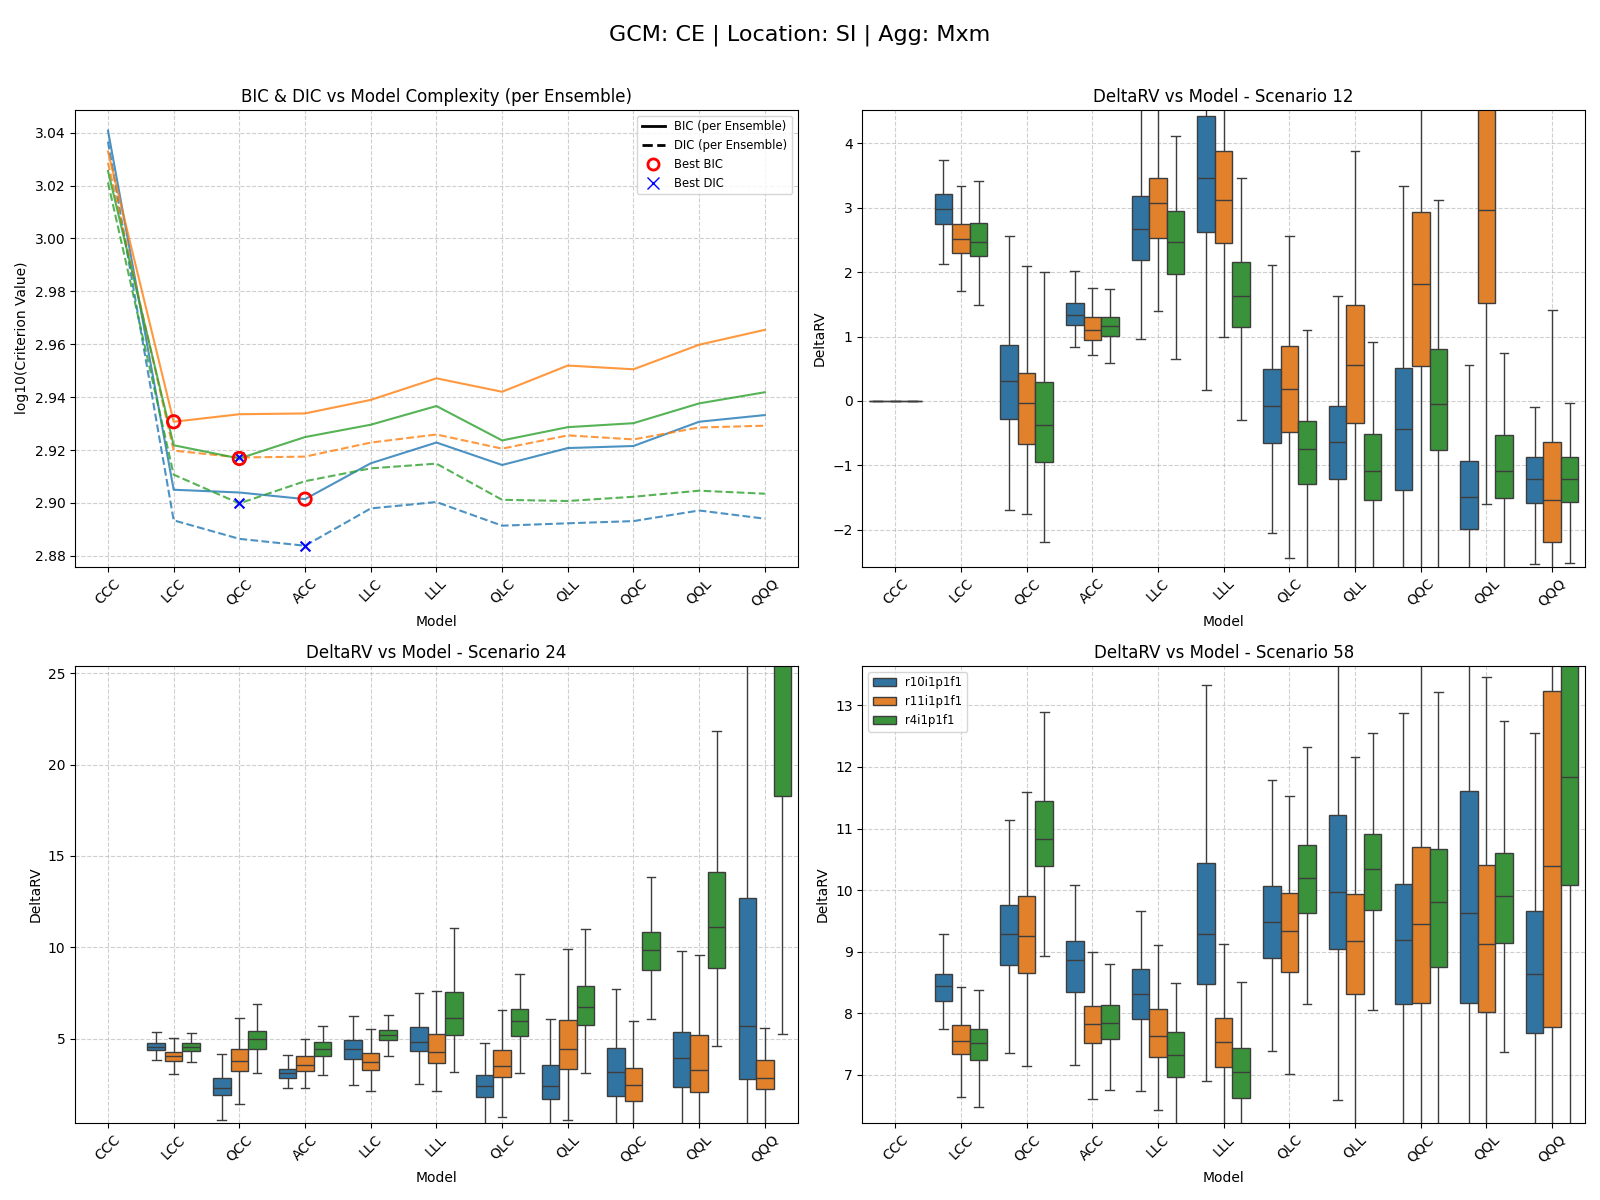 GCM: CE | Location: SI | Agg: Mxm
BIC & DIC vs Model Complexity (per Ensemble)
log10(Criterion Value)
3.04
3.02
3.00
2.98
2.96
2.94
2.92
2.90
2.88
BIC (per Ensemble)
DIC (per Ensemble)
Best BIC
Best DIC
CCC LCC QCC ACC LLC LLL QLC QLL QQC QQL QQQ
Model
DeltaRV vs Model - Scenario 12
DeltaRV
4
3
2
1
0
−1
−2
CCC LCC QCC ACC LLC LLL QLC QLL QQC QQL QQQ
Model
DeltaRV vs Model - Scenario 24
DeltaRV
25
20
15
10
5
CCC LCC QCC ACC LLC LLL QLC QLL QQC QQL QQQ
Model
DeltaRV vs Model - Scenario 58
DeltaRV
13
12
11
10
9
8
7
r10i1p1f1
r11i1p1f1
r4i1p1f1
CCC LCC QCC ACC LLC LLL QLC QLL QQC QQL QQQ
Model